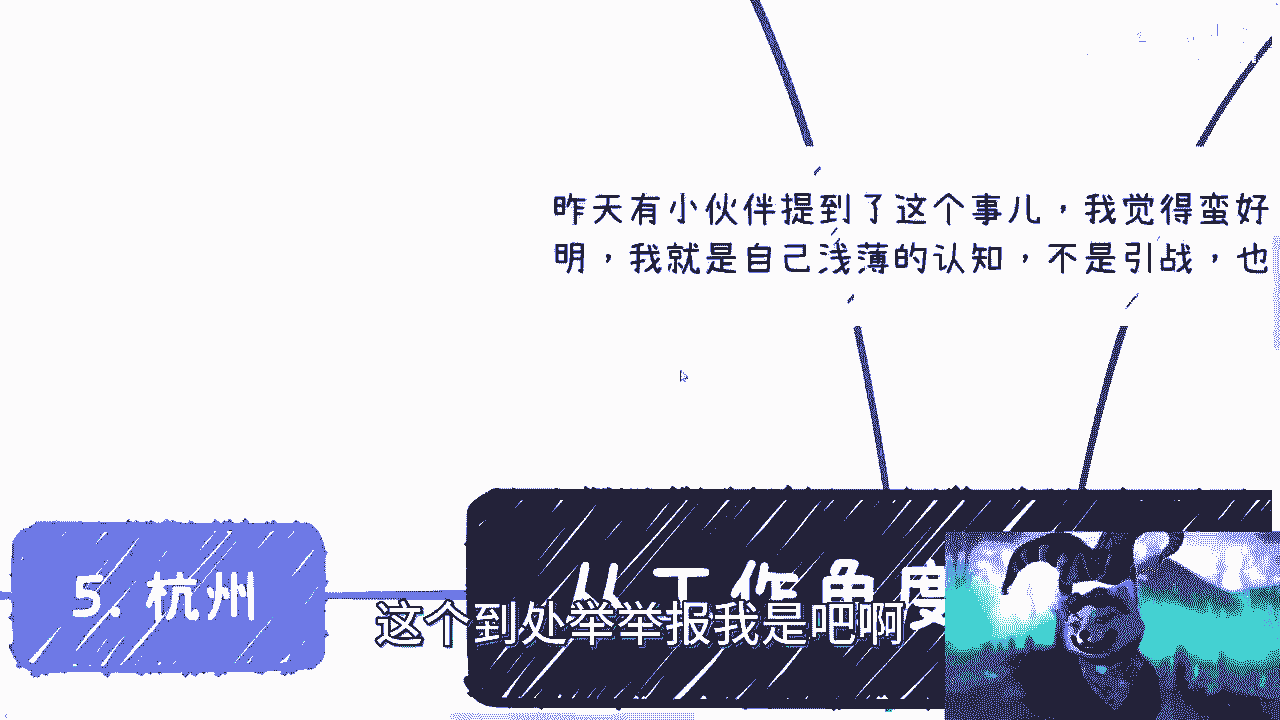 昨天有小伙伴提到了这个事儿，我觉得蛮好
明，我就是自己浅薄的认知，不是引战，也
5. 杭州
从工作角度
这个到处举举报我是吧啊